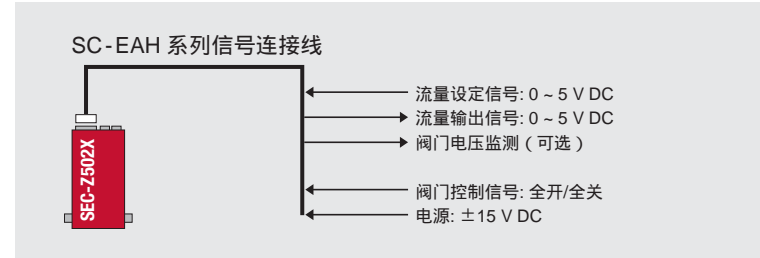 SC-EAH 系列信号连接线
流量设定信号: 0 ~ 5 V DC
流量输出信号: 0 ~ 5 V DC
阀门电压监测（可选）
SEC-Z502X
阀门控制信号: 全开/全关
电源: ±15 V DC